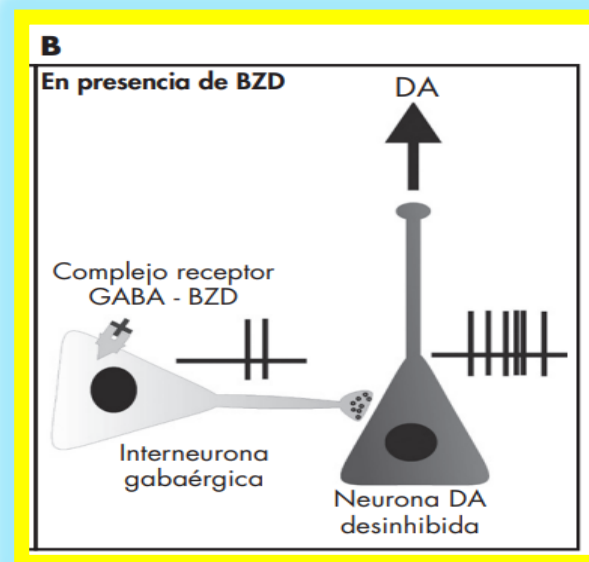 B
En presencia de BZD
DA
Complejo receptor
GABA - BZD
Interneurona
gabaérgica
Neurona DA
desinhibida